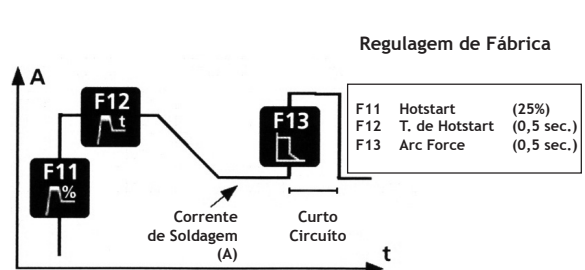 Regulagem de Fábrica
A
F12
t
F13
F11
%
F11 Hotstart (25%)
F12 T. de Hotstart (0,5 sec.)
F13 Arc Force (0,5 sec.)
Corrente
de Soldagem
(A)
Curto
Circuito
t